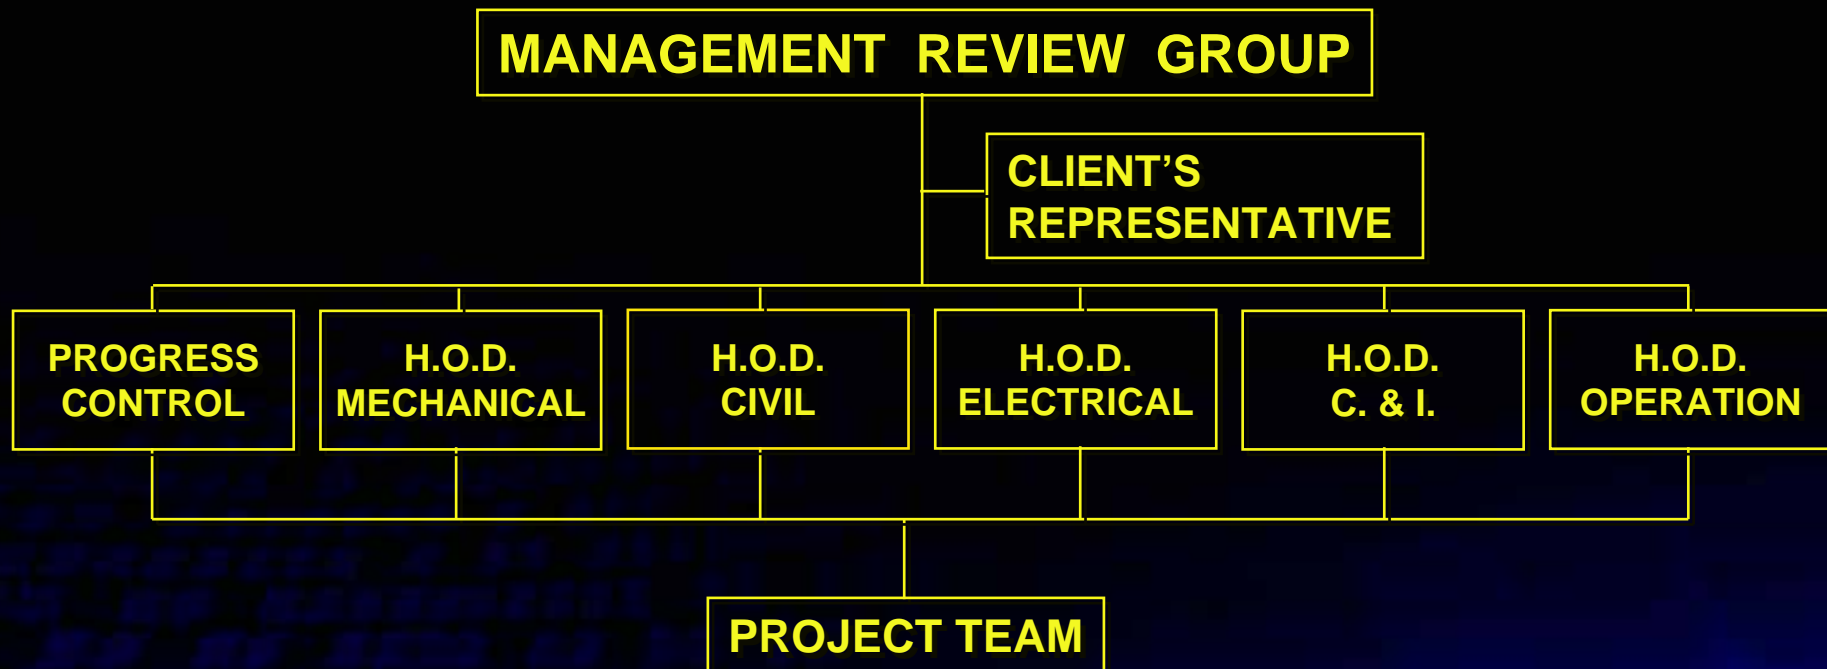 MANAGEMENT REVIEW GROUP
CLIENT’S
REPRESENTATIVE
PROGRESS
CONTROL
H.O.D.
MECHANICAL
H.O.D.
CIVIL
H.O.D.
ELECTRICAL
H.O.D.
C. & I.
H.O.D.
OPERATION
PROJECT TEAM